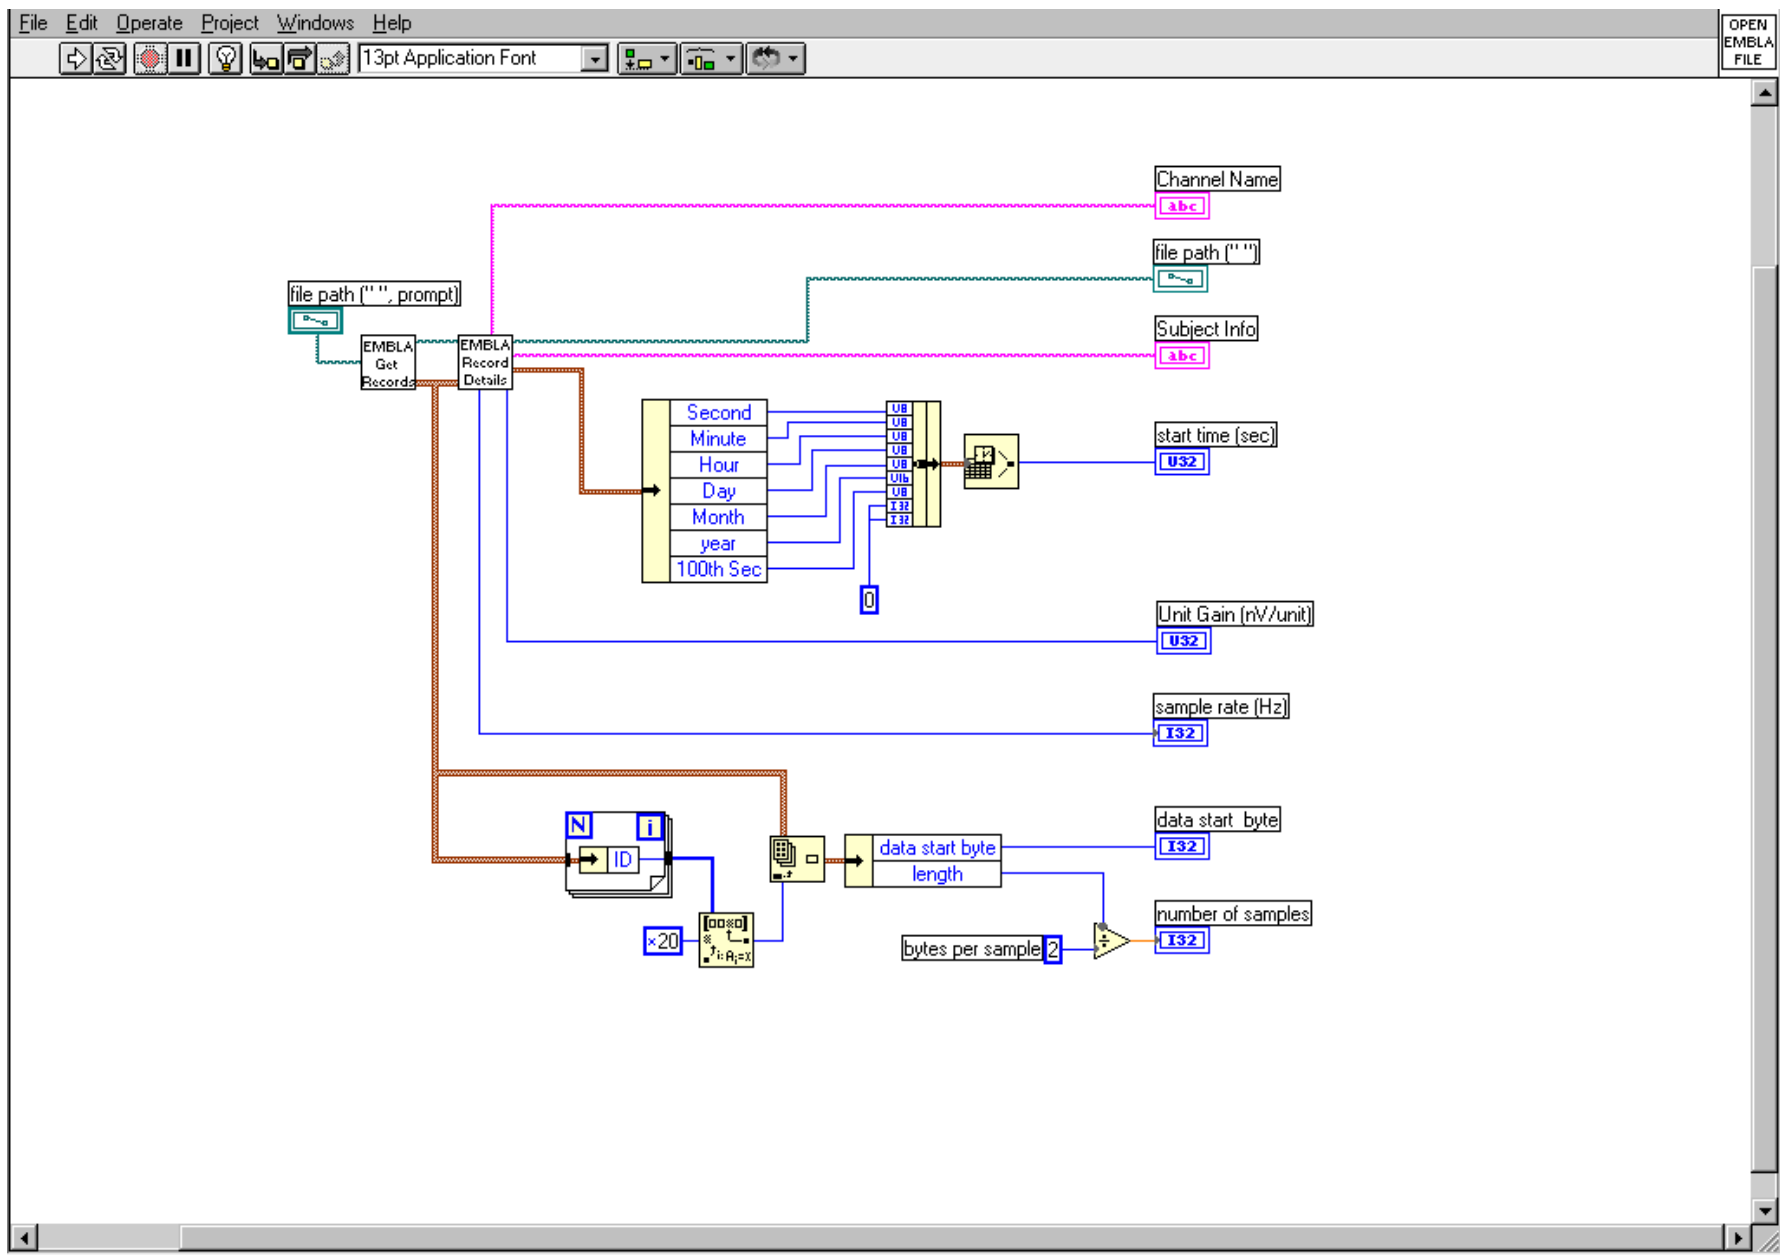 File Edit Operate Project Windows Help
OPEN
EMBLA
FILE
13pt Application Font
Channel Name
abc
file path (" ")
file path (" ", prompt)
EMBLA
Get
Records
EMBLA
Record
Details
Subject Info
abc
Second
Minute
Hour
Day
Month
year
100th Sec
U8
U8
U8
U8
U8
U16
U8
I32
I32
0
start time (sec)
U32
Unit Gain (nV/unit)
U32
sample rate (Hz)
I32
N
i
ID
×20
i:Ai=X
data start byte
length
data start  byte
I32
bytes per sample 2
÷
number of samples
I32